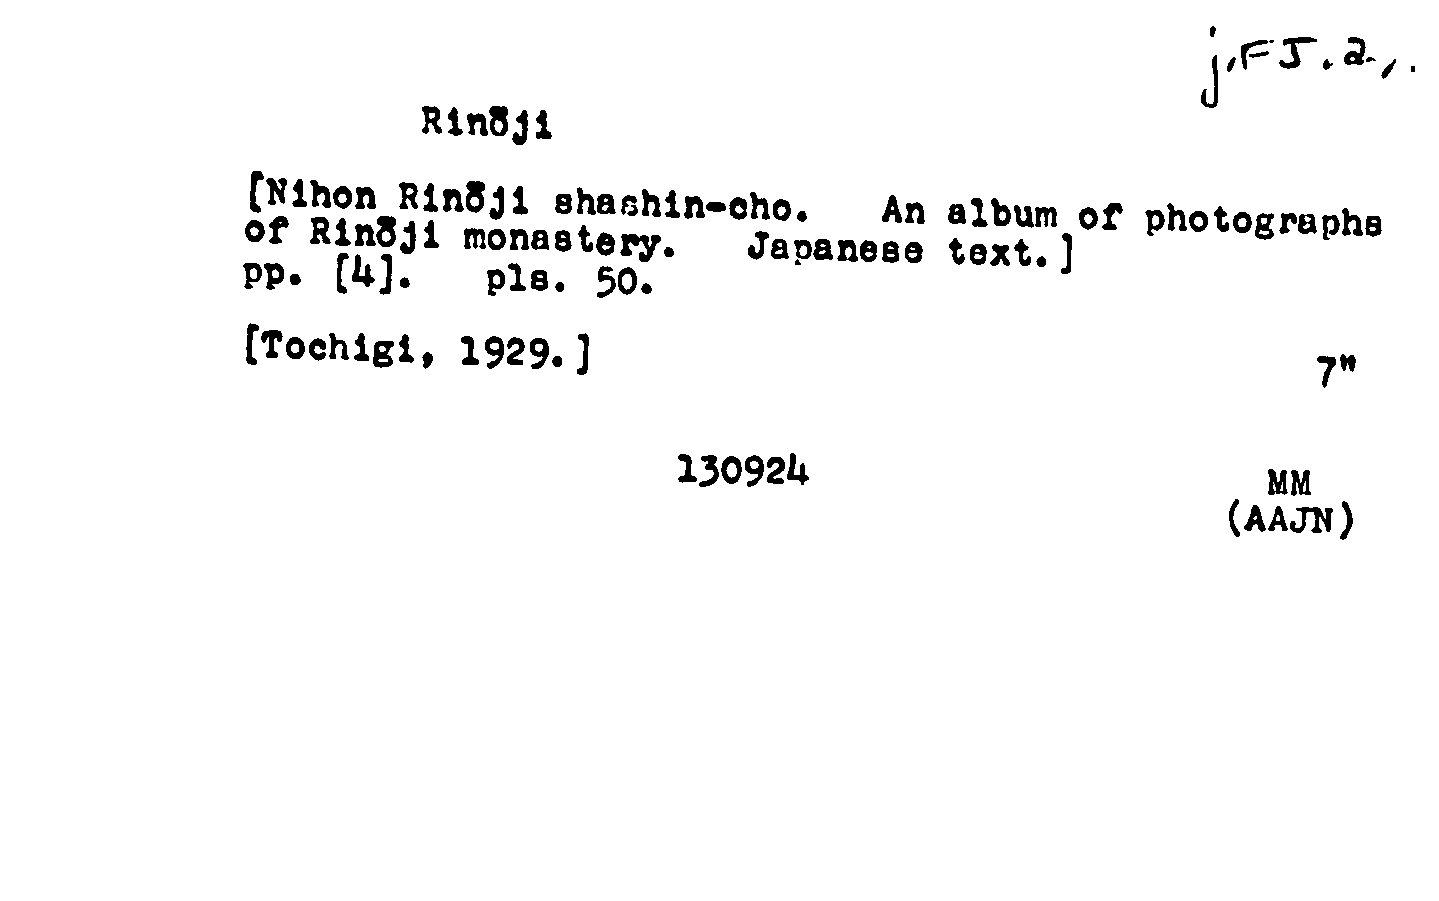 j,FJ.a,.
Rinōji
[Nihon Rinōji shashin-cho. An album of photographs
of Rinōji monastery. Japanese text.]
pp. [4]. pls. 50.
[Tochigi, 1929.]
7"
130924
MM
(AAJN)